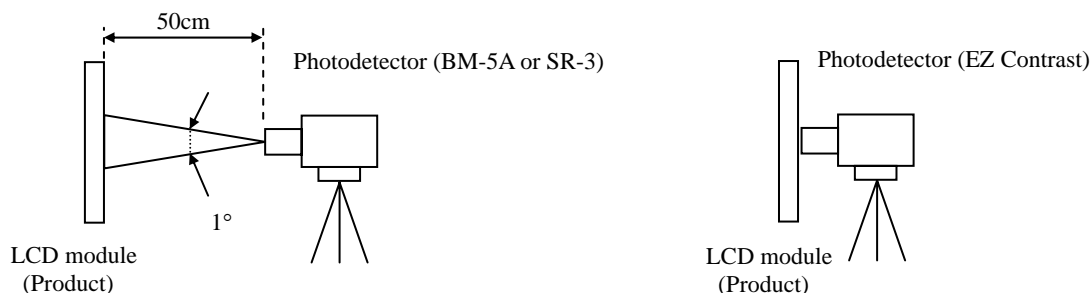 50cm
Photodetector (BM-5A or SR-3)
1°
LCD module
(Product)
Photodetector (EZ Contrast)
LCD module
(Product)